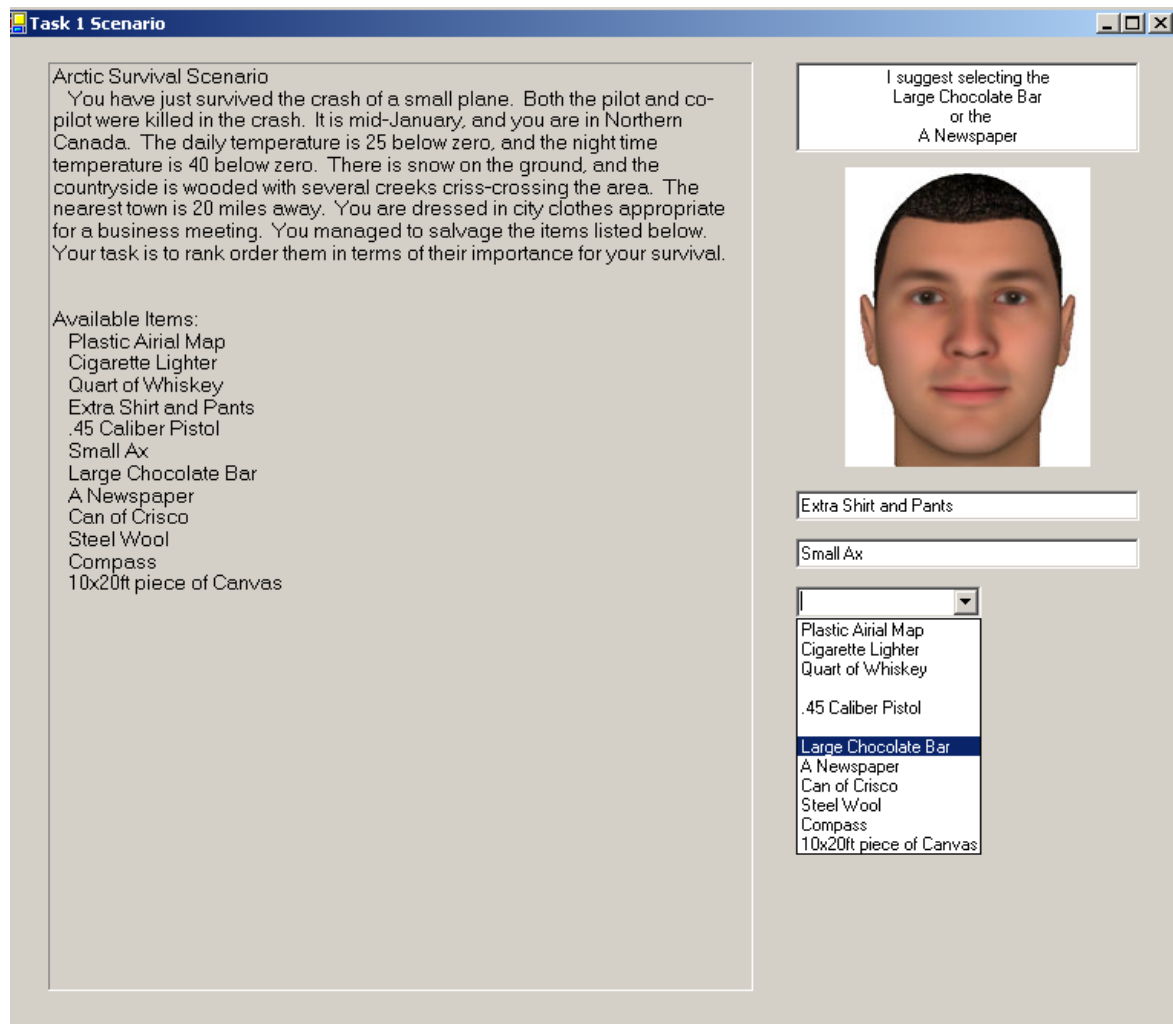 Task 1 Scenario
Arctic Survival Scenario
You have just survived the crash of a small plane. Both the pilot and co-
pilot were killed in the crash. It is mid-January, and you are in Northern
Canada. The daily temperature is 25 below zero, and the night time
temperature is 40 below zero. There is snow on the ground, and the
countryside is wooded with several creeks criss-crossing the area. The
nearest town is 20 miles away. You are dressed in city clothes appropriate
for a business meeting. You managed to salvage the items listed below.
Your task is to rank order them in terms of their importance for your survival.
Available Items:
Plastic Airial Map
Cigarette Lighter
Quart of Whiskey
Extra Shirt and Pants
.45 Caliber Pistol
Small Ax
Large Chocolate Bar
A Newspaper
Can of Crisco
Steel Wool
Compass
10x20ft piece of Canvas
I suggest selecting the
Large Chocolate Bar
or the
A Newspaper
Extra Shirt and Pants
Small Ax
Plastic Airial Map
Cigarette Lighter
Quart of Whiskey
.45 Caliber Pistol
Large Chocolate Bar
A Newspaper
Can of Crisco
Steel Wool
Compass
10x20ft piece of Canvas